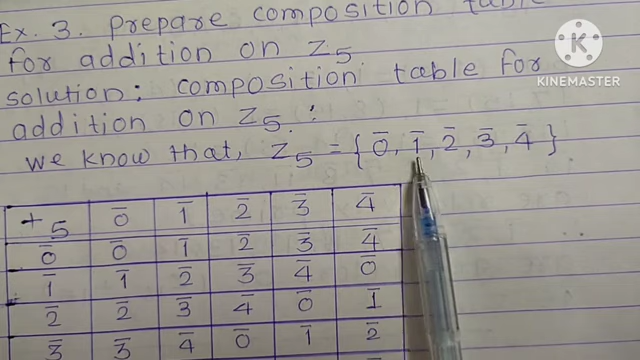 Ex. 3. Prepare composition table
for addition on Z₅
solution: composition table for
addition on Z₅ :
we know that, Z₅ = { 0̄, 1̄, 2̄, 3̄, 4̄ }
+₅ 0̄ 1̄ 2̄ 3̄ 4̄
0̄ 0̄ 1̄ 2̄ 3̄ 4̄
1̄ 1̄ 2̄ 3̄ 4̄ 0̄
2̄ 2̄ 3̄ 4̄ 0̄ 1̄
3̄ 3̄ 4̄ 0̄ 1̄ 2̄
K
KINEMASTER